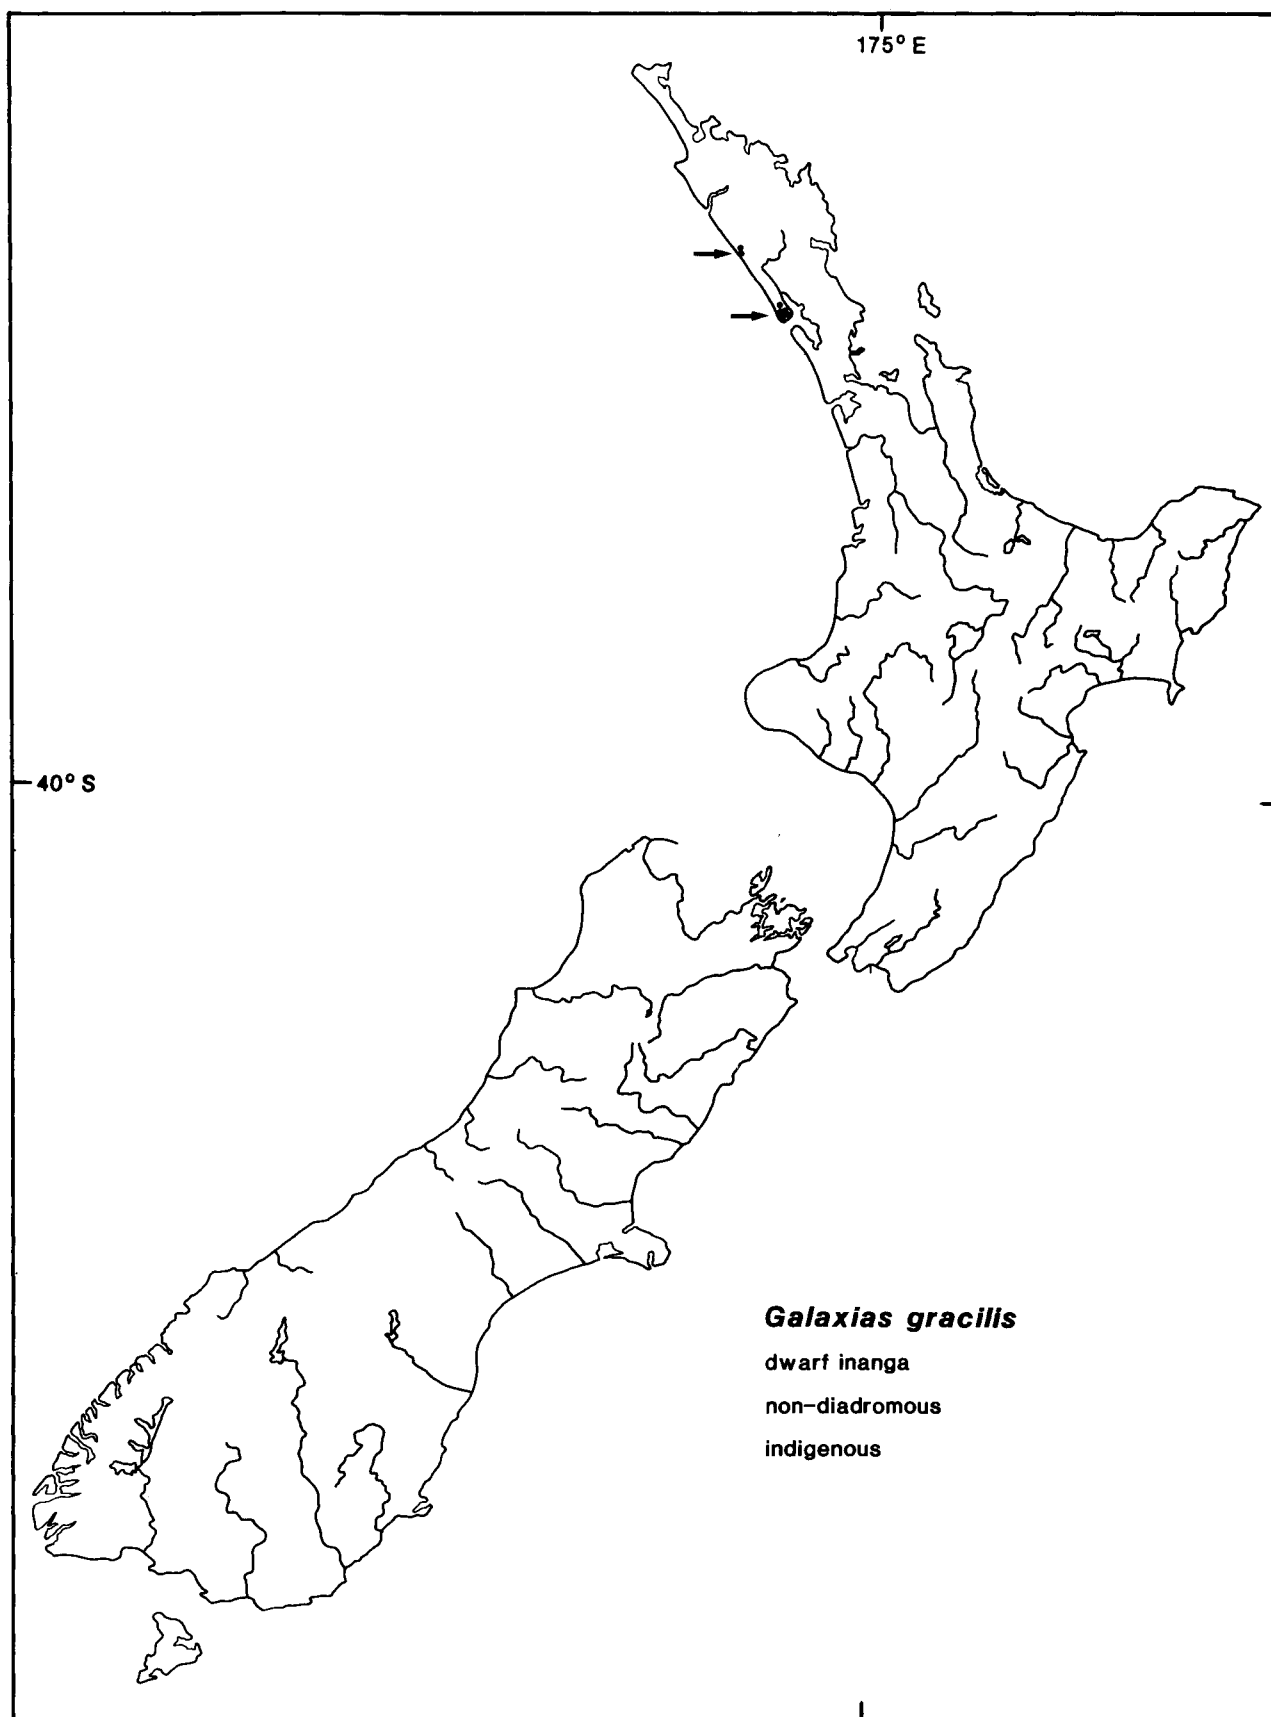 175° E
40° S
Galaxias gracilis
dwarf inanga
non-diadromous
indigenous